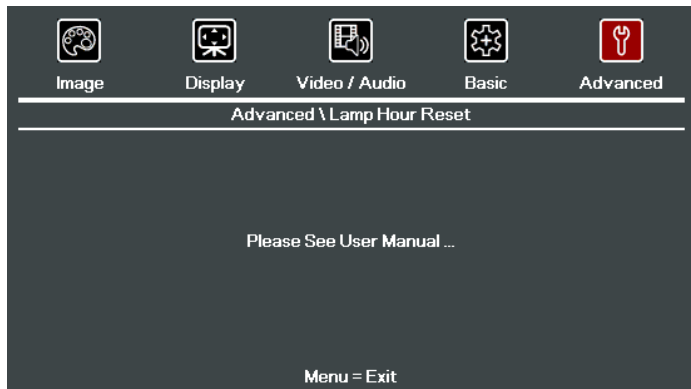 Image Display Video / Audio Basic Advanced
Advanced \ Lamp Hour Reset
Please See User Manual ...
Menu = Exit